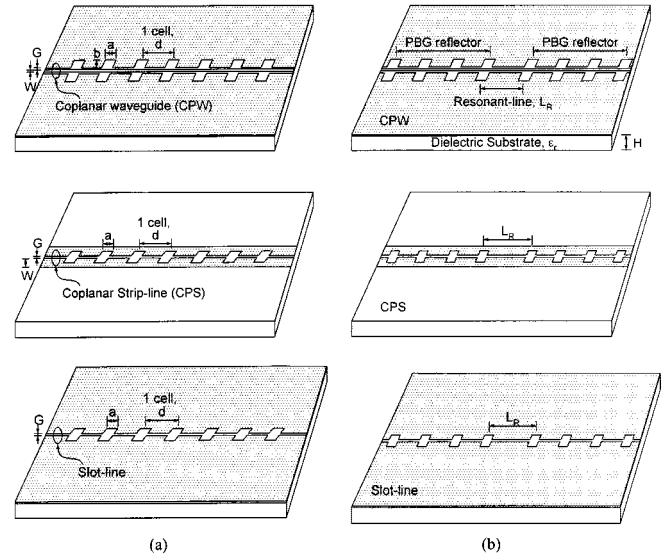 1 cell,
G
b
a
d
W
Coplanar waveguide (CPW)
PBG reflector
PBG reflector
Resonant-line, L_R
CPW
Dielectric Substrate, ε_r
H
1 cell,
G
a
d
W
Coplanar Strip-line (CPS)
L_R
CPS
1 cell,
G
a
d
Slot-line
L_R
Slot-line
(a)
(b)